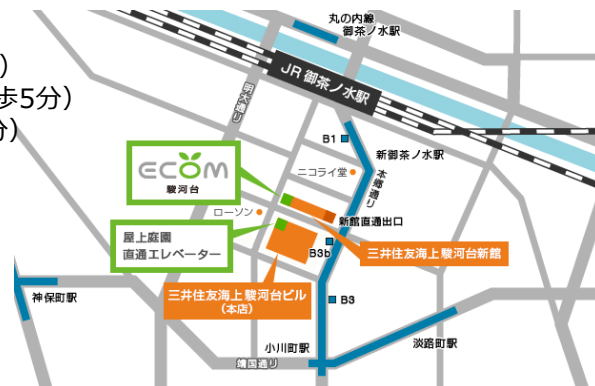 丸の内線
御茶ノ水駅
)
歩5分)
分)
JR 御茶ノ水駅
明大通り
B1
新御茶ノ水駅
ecom
駿河台
ニコライ堂
本郷通り
ローソン
新館直通出口
屋上庭園
直通エレベーター
B3b
三井住友海上 駿河台新館
三井住友海上 駿河台ビル
(本店)
神保町駅
B3
小川町駅
淡路町駅
靖国通り